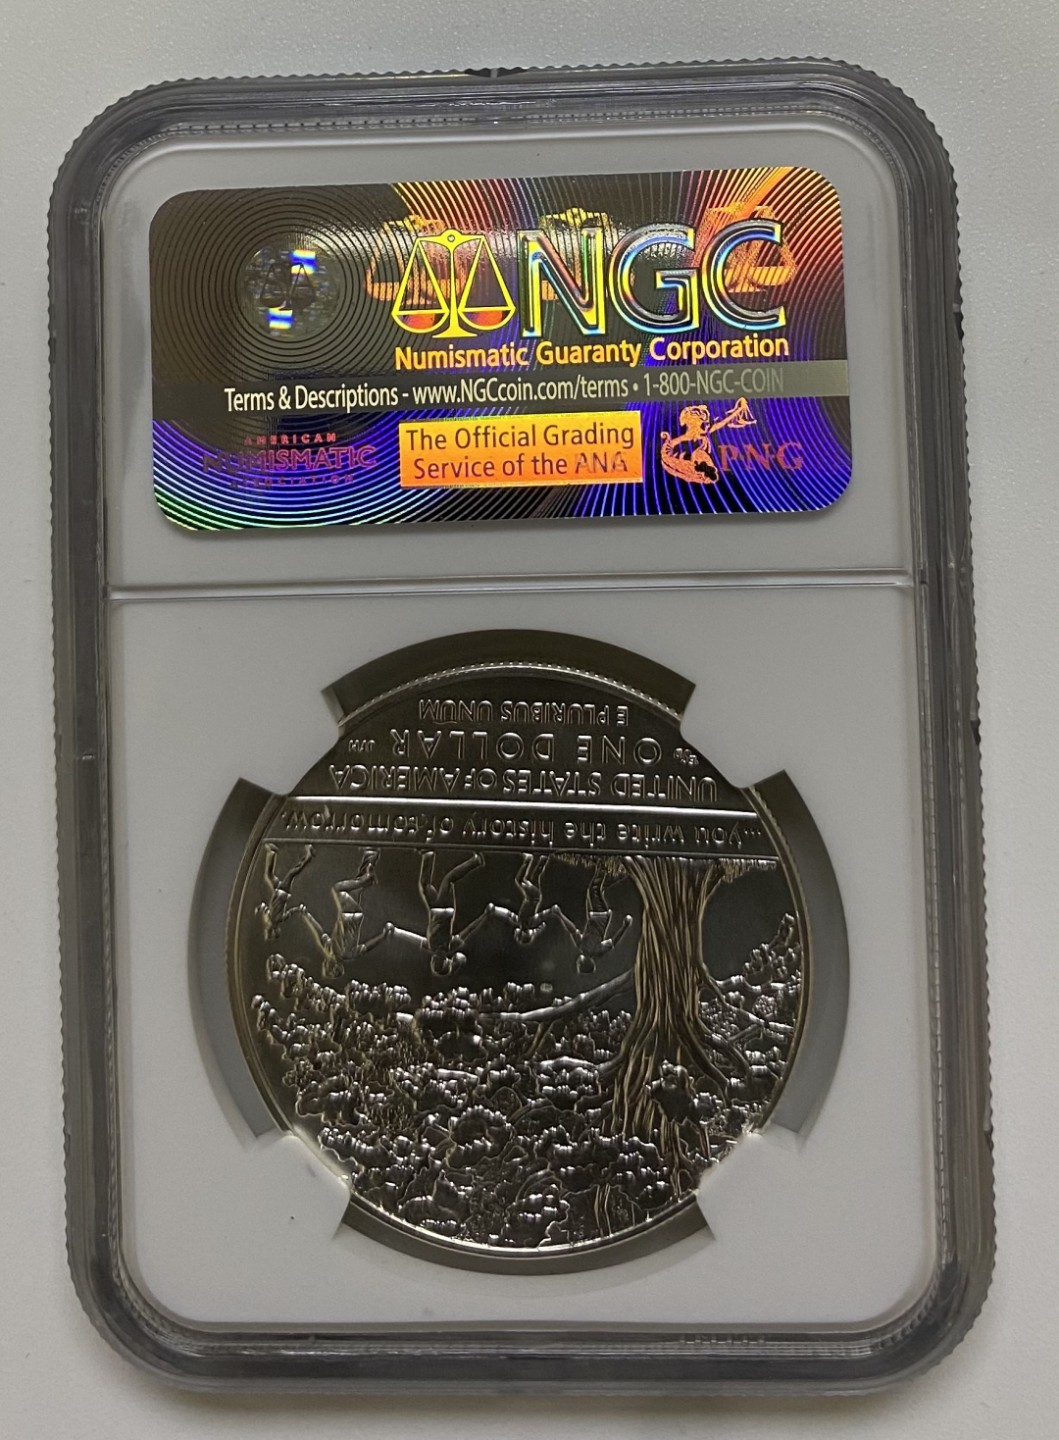 NGC
Numismatic Guaranty Corporation
Terms & Descriptions - www.NGCcoin.com/terms • 1-800-NGC-COIN
AMERICAN
NUMISMATIC
ASSOCIATION
The Official Grading
Service of the ANA
PNG
...you write the history of tomorrow.
UNITED STATES OF AMERICA
ONE DOLLAR JFM
E PLURIBUS UNUM